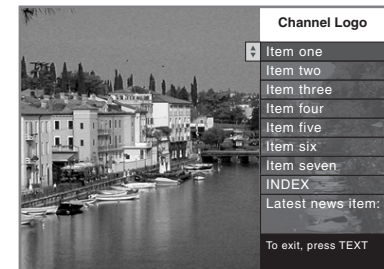 Channel Logo
Item one
Item two
Item three
Item four
Item five
Item six
Item seven
INDEX
Latest news item:
To exit, press TEXT